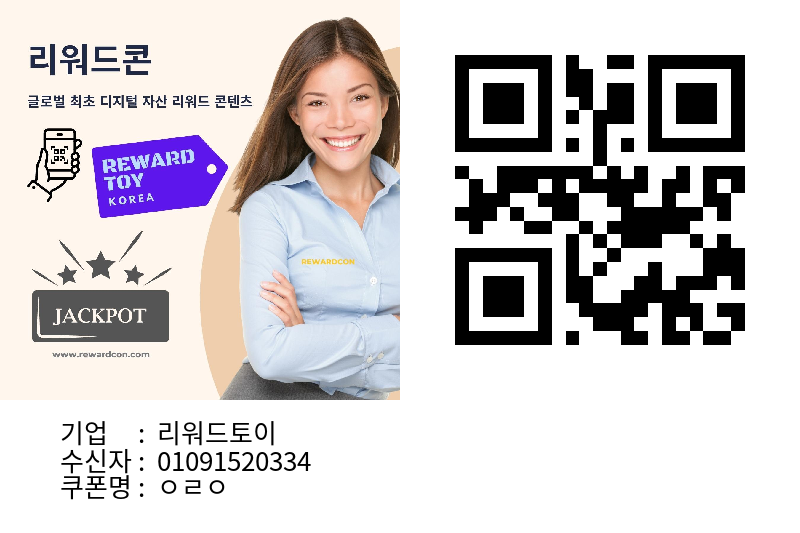 리워드콘
글로벌 최초 디지털 자산 리워드 콘텐츠
REWARD
TOY
KOREA
REWARDCON
JACKPOT
www.rewardcon.com
기업 : 리워드토이
수신자 : 01091520334
쿠폰명 : ㅇㄹㅇ